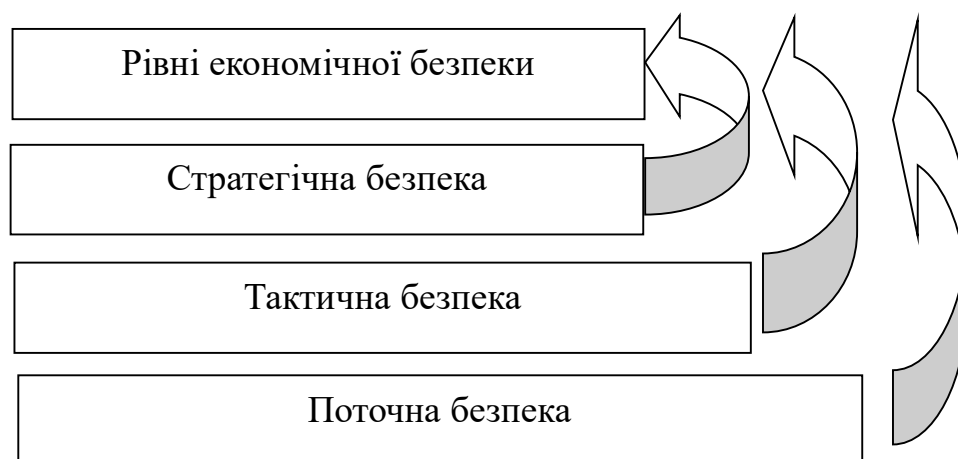 Рівні економічної безпеки
Стратегічна безпека
Тактична безпека
Поточна безпека